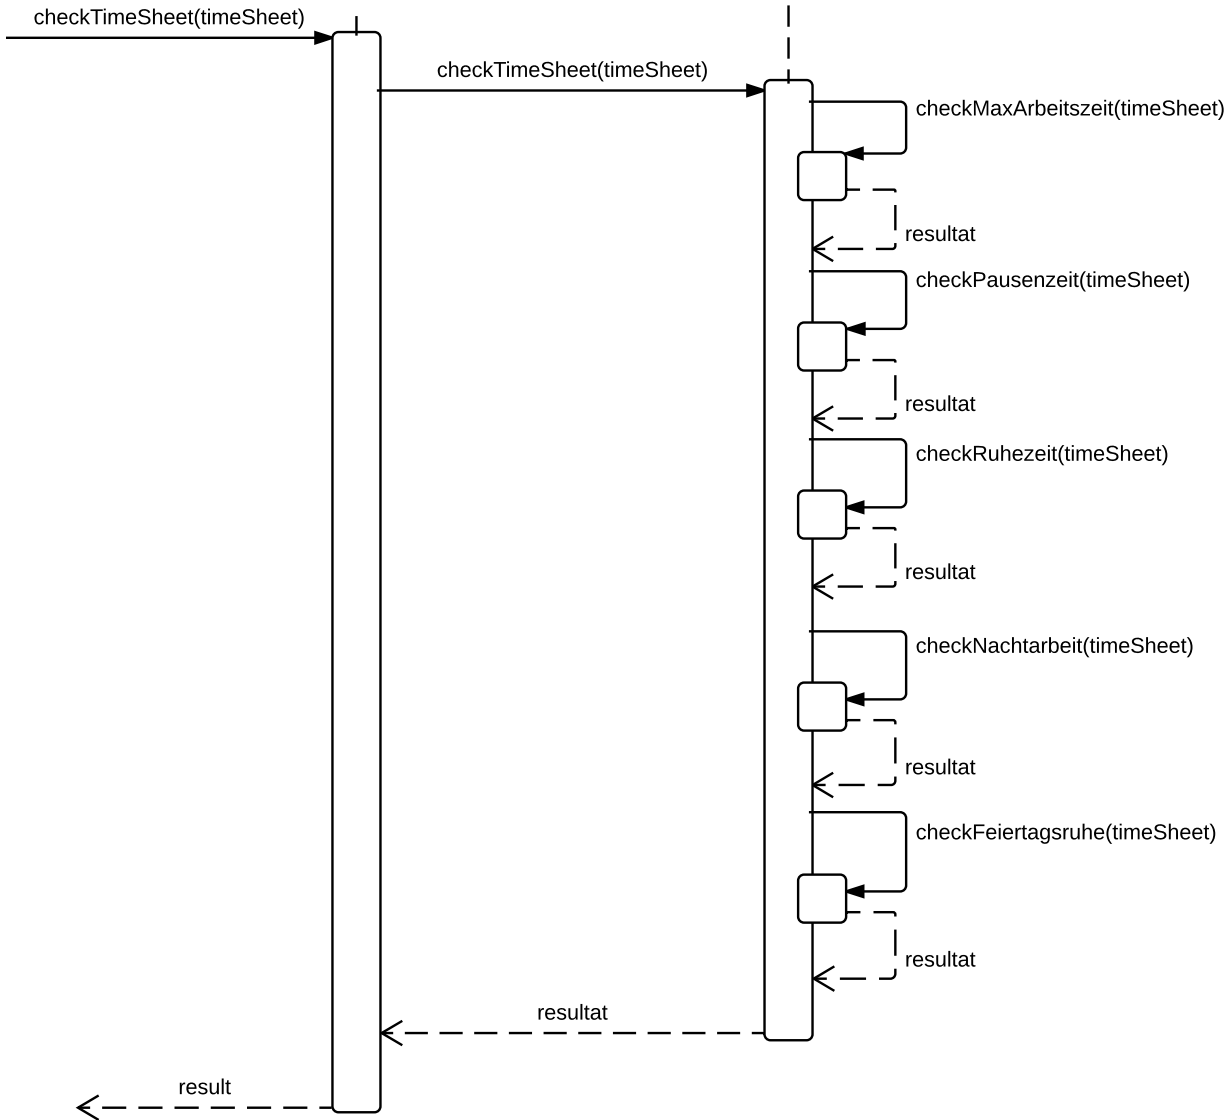 checkTimeSheet(timeSheet)
checkTimeSheet(timeSheet)
checkMaxArbeitszeit(timeSheet)
resultat
checkPausenzeit(timeSheet)
resultat
checkRuhezeit(timeSheet)
resultat
checkNachtarbeit(timeSheet)
resultat
checkFeiertagsruhe(timeSheet)
resultat
resultat
result